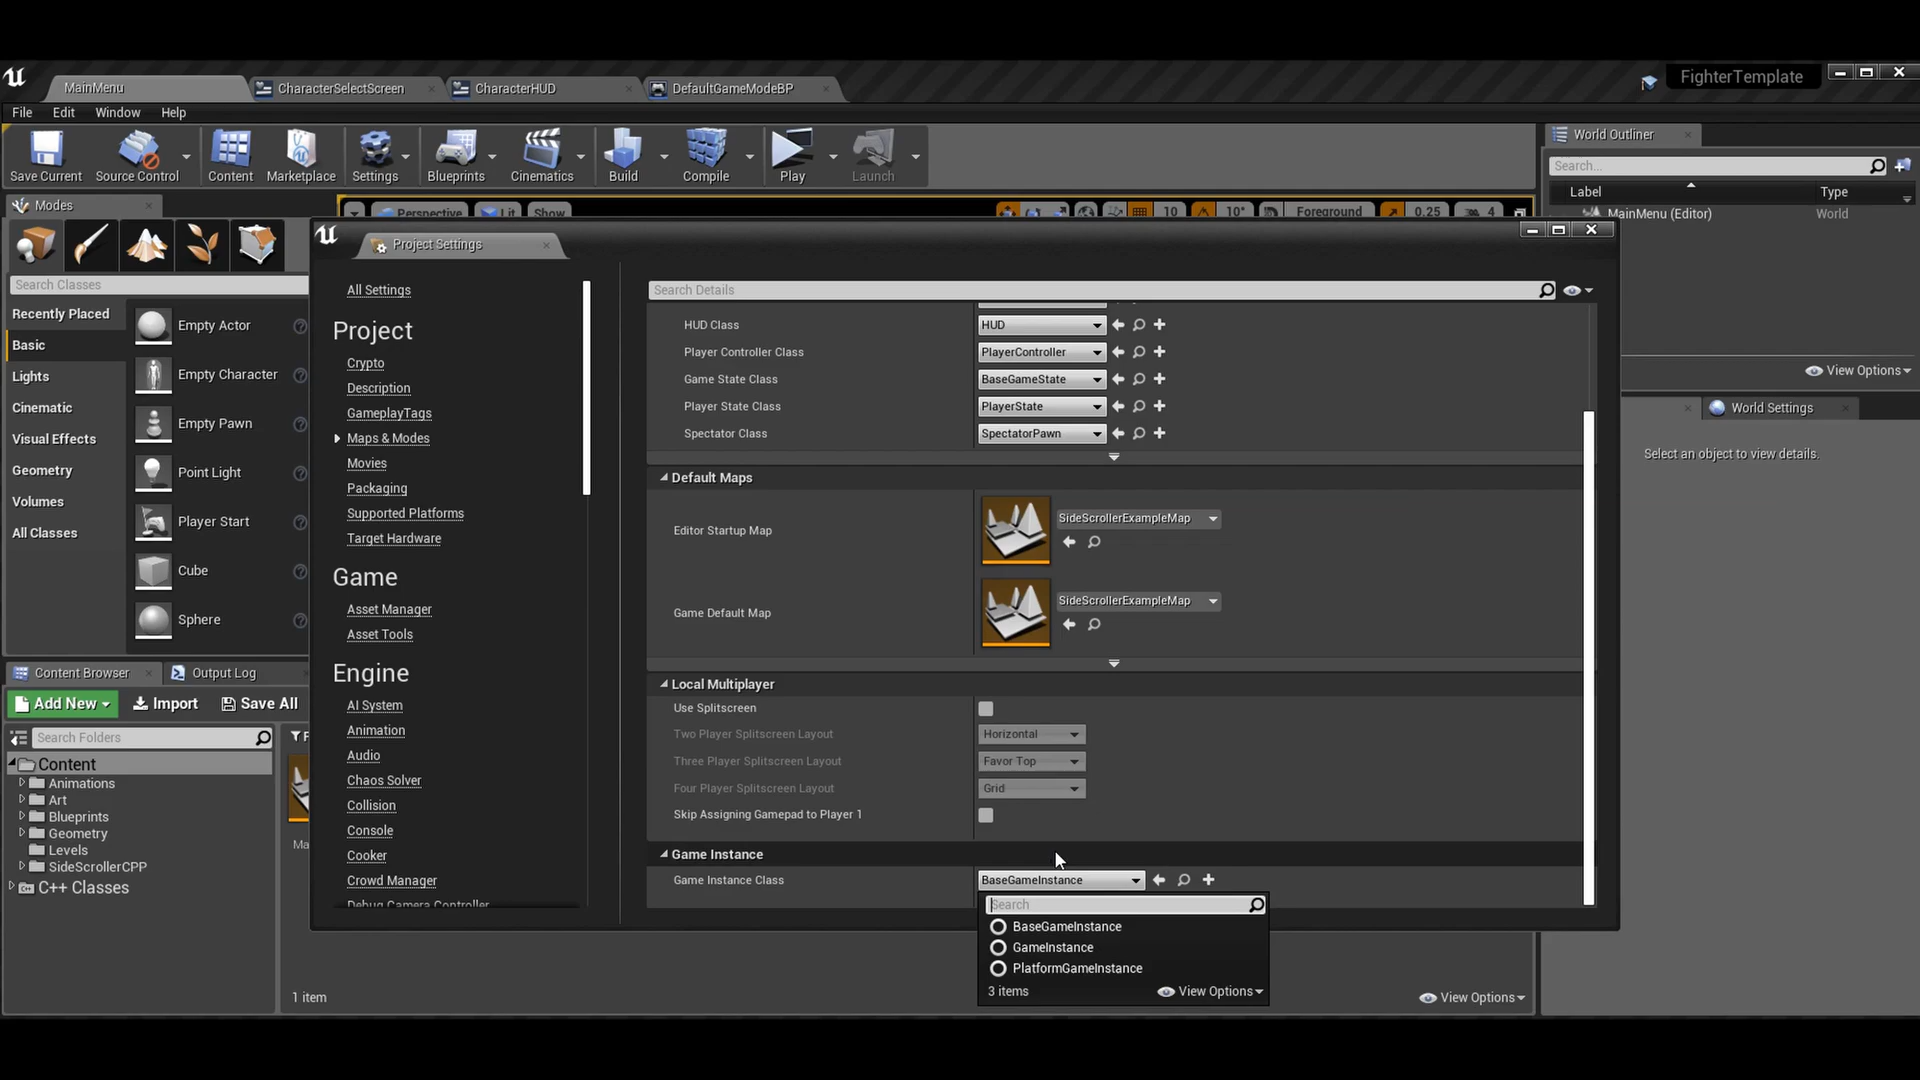 MainMenu
CharacterSelectScreen
CharacterHUD
DefaultGameModeBP
FighterTemplate
File Edit Window Help
Save Current
Source Control
Content
Marketplace
Settings
Blueprints
Cinematics
Build
Compile
Play
Launch
World Outliner
Search...
Label
Type
MainMenu (Editor)
World
View Options
World Settings
Select an object to view details.
Modes
Perspective
Lit
Show
10
10°
Foreground
0.25
4
Search Classes
Recently Placed
Basic
Lights
Cinematic
Visual Effects
Geometry
Volumes
All Classes
Empty Actor
Empty Character
Empty Pawn
Point Light
Player Start
Cube
Sphere
Project Settings
All Settings
Project
Crypto
Description
GameplayTags
Maps & Modes
Movies
Packaging
Supported Platforms
Target Hardware
Game
Asset Manager
Asset Tools
Engine
AI System
Animation
Audio
Chaos Solver
Collision
Console
Cooker
Crowd Manager
Debug Camera Controller
Search Details
HUD Class
HUD
Player Controller Class
PlayerController
Game State Class
BaseGameState
Player State Class
PlayerState
Spectator Class
SpectatorPawn
Default Maps
Editor Startup Map
SideScrollerExampleMap
Game Default Map
SideScrollerExampleMap
Local Multiplayer
Use Splitscreen
Two Player Splitscreen Layout
Horizontal
Three Player Splitscreen Layout
Favor Top
Four Player Splitscreen Layout
Grid
Skip Assigning Gamepad to Player 1
Game Instance
Game Instance Class
BaseGameInstance
Search
BaseGameInstance
GameInstance
PlatformGameInstance
3 items
View Options
Content Browser
Output Log
Add New
Import
Save All
Search Folders
Content
Animations
Art
Blueprints
Geometry
Levels
SideScrollerCPP
C++ Classes
1 item
View Options